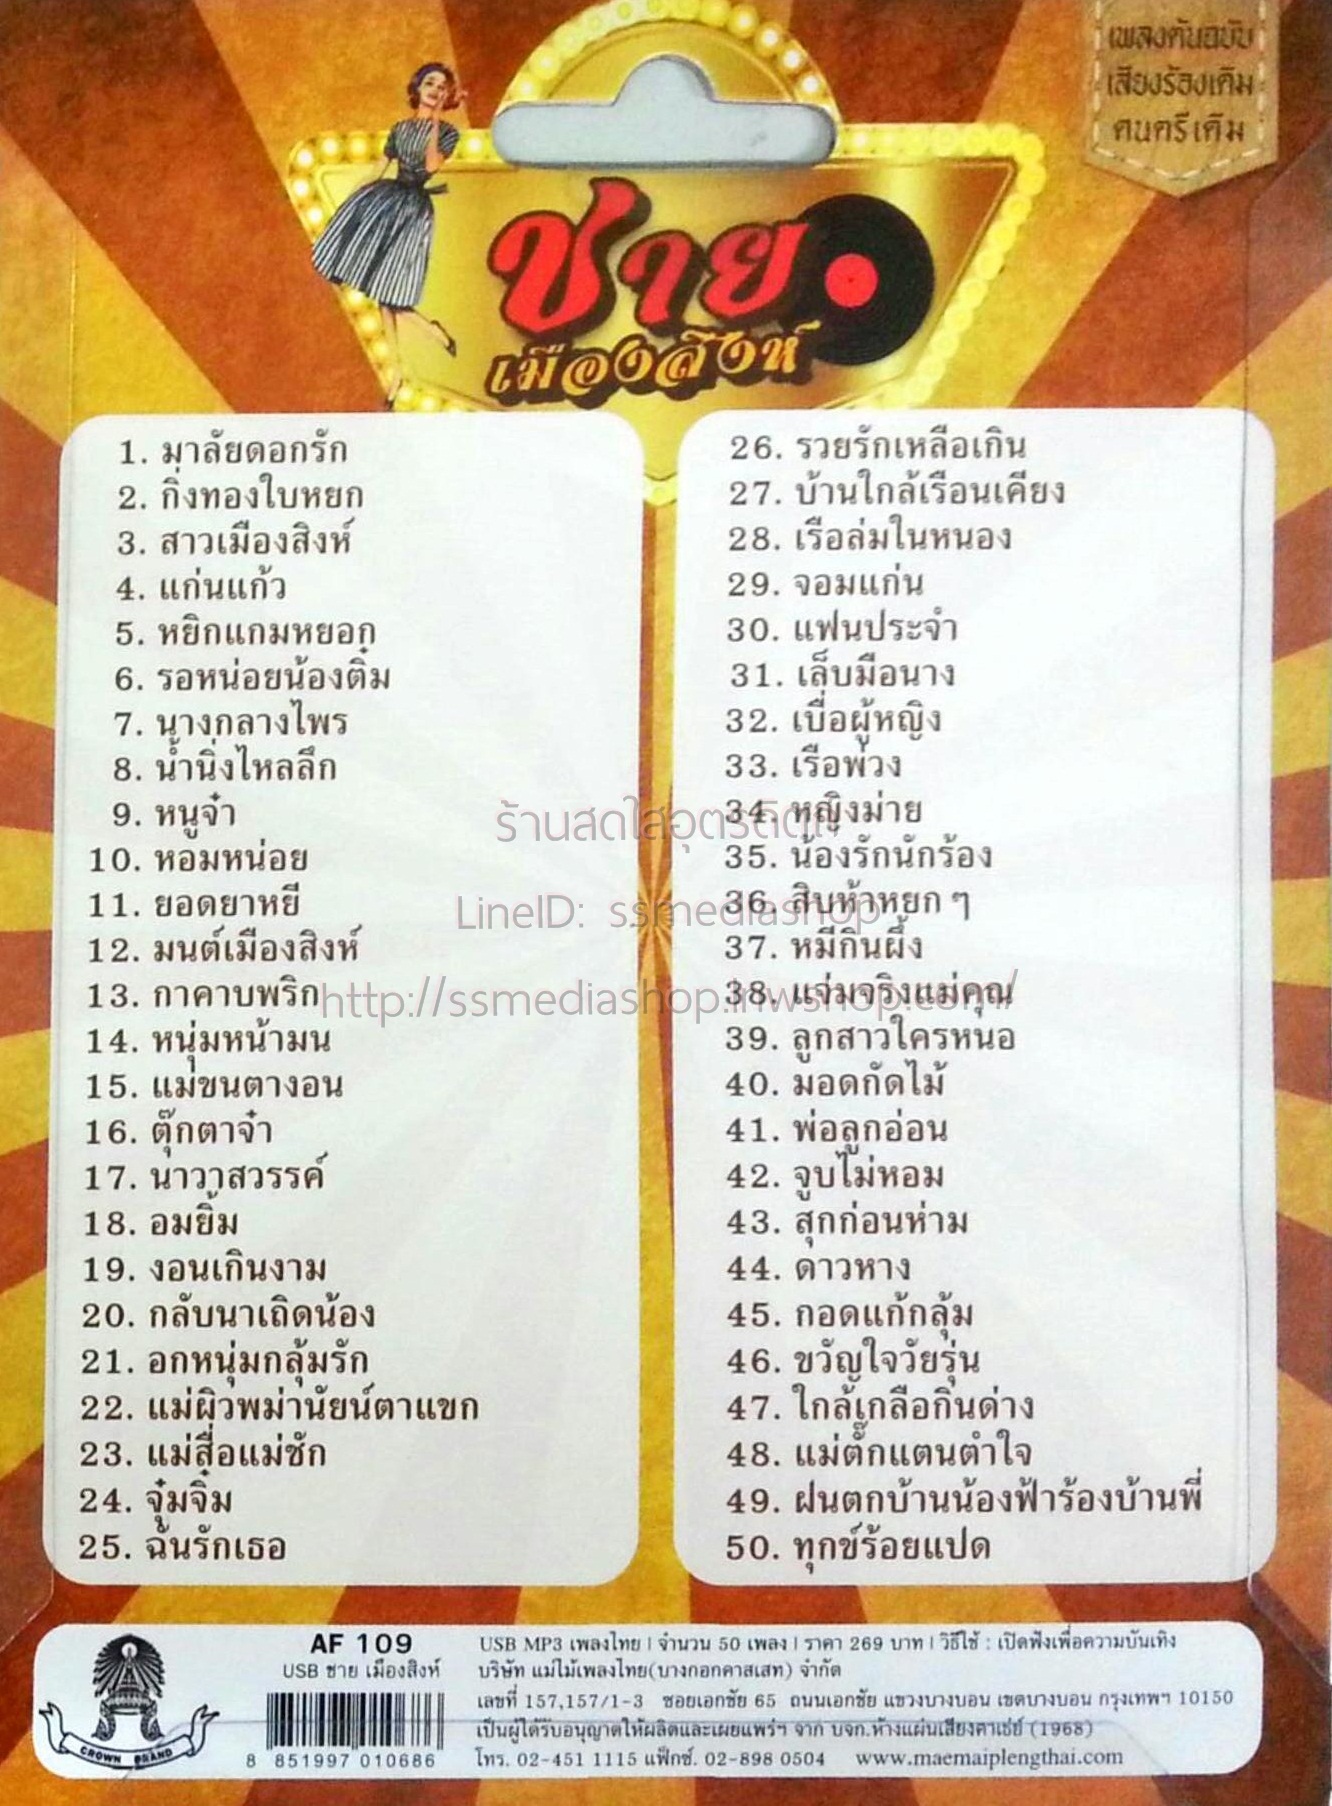 เพลงต้นฉบับ
เสียงร้องเดิม
ดนตรีเดิม
ชาย
เมืองสิงห์
1. มาลัยดอกรัก
2. กิ่งทองใบหยก
3. สาวเมืองสิงห์
4. แก่นแก้ว
5. หยิกแกมหยอก
6. รอหน่อยน้องติ๋ม
7. นางกลางไพร
8. น้ำนิ่งไหลลึก
9. หนูจ๋า
10. หอมหน่อย
11. ยอดยาหยี
12. มนต์เมืองสิงห์
13. กาคาบพริก
14. หนุ่มหน้ามน
15. แม่ขนตางอน
16. ตุ๊กตาจ๋า
17. นาวาสวรรค์
18. อมยิ้ม
19. งอนเกินงาม
20. กลับนาเถิดน้อง
21. อกหนุ่มกลุ้มรัก
22. แม่ผิวพม่านัยน์ตาแขก
23. แม่สื่อแม่ชัก
24. จุ๋มจิ๋ม
25. ฉันรักเธอ
26. รวยรักเหลือเกิน
27. บ้านใกล้เรือนเคียง
28. เรือล่มในหนอง
29. จอมแก่น
30. แฟนประจำ
31. เล็บมือนาง
32. เบื่อผู้หญิง
33. เรือพ่วง
34. หญิงม่าย
35. น้องรักนักร้อง
36. สิบห้าหยก ๆ
37. หมีกินผึ้ง
38. แจ่มจริงแม่คุณ
39. ลูกสาวใครหนอ
40. มอดกัดไม้
41. พ่อลูกอ่อน
42. จูบไม่หอม
43. สุกก่อนห่าม
44. ดาวหาง
45. กอดแก้กลุ้ม
46. ขวัญใจวัยรุ่น
47. ใกล้เกลือกินด่าง
48. แม่ตั๊กแตนตำใจ
49. ฝนตกบ้านน้องฟ้าร้องบ้านพี่
50. ทุกข์ร้อยแปด
ร้านสดใสอุตรดิตถ์
LineID: ssmediashop
http://ssmediashop.inwshop.com/
CROWN BRAND
AF 109
USB ชาย เมืองสิงห์
8 851997 010686
USB MP3 เพลงไทย | จำนวน 50 เพลง | ราคา 269 บาท | วิธีใช้ : เปิดฟังเพื่อความบันเทิง
บริษัท แม่ไม้เพลงไทย(บางกอกคาสเสท) จำกัด
เลขที่ 157,157/1-3 ซอยเอกชัย 65 ถนนเอกชัย แขวงบางบอน เขตบางบอน กรุงเทพฯ 10150
เป็นผู้ได้รับอนุญาตให้ผลิตและเผยแพร่ฯ จาก บจก.ห้างแผ่นเสียงคาเธ่ย์ (1968)
โทร. 02-451 1115 แฟ็กซ์. 02-898 0504 www.maemaiplengthai.com